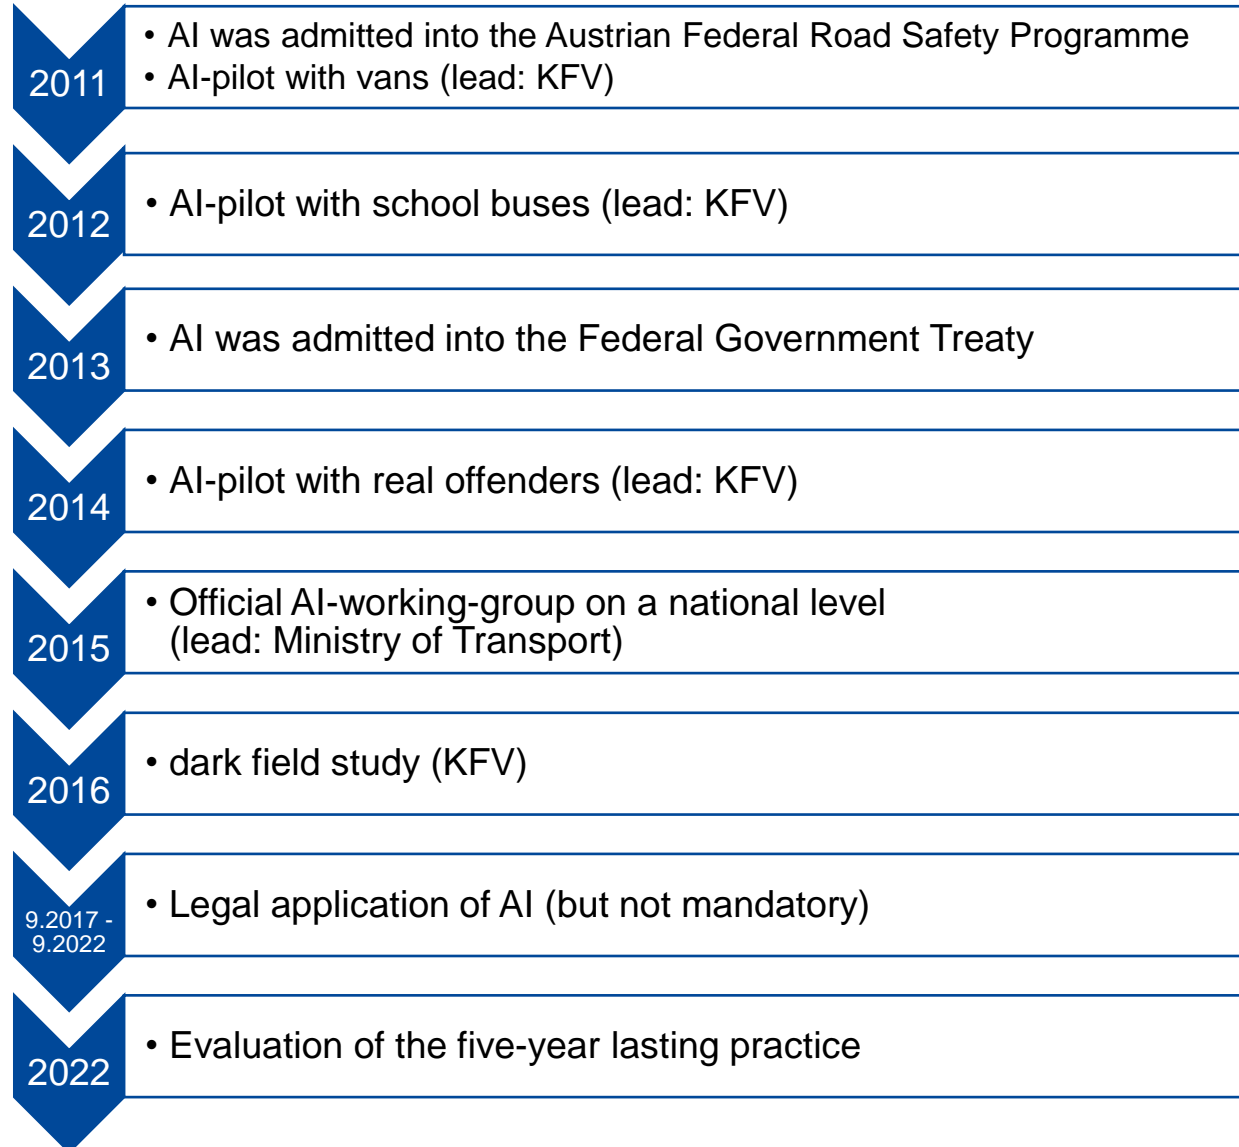 2011
• AI was admitted into the Austrian Federal Road Safety Programme
• AI-pilot with vans (lead: KFV)
2012
• AI-pilot with school buses (lead: KFV)
2013
• AI was admitted into the Federal Government Treaty
2014
• AI-pilot with real offenders (lead: KFV)
2015
• Official AI-working-group on a national level
(lead: Ministry of Transport)
2016
• dark field study (KFV)
9.2017 -
9.2022
• Legal application of AI (but not mandatory)
2022
• Evaluation of the five-year lasting practice